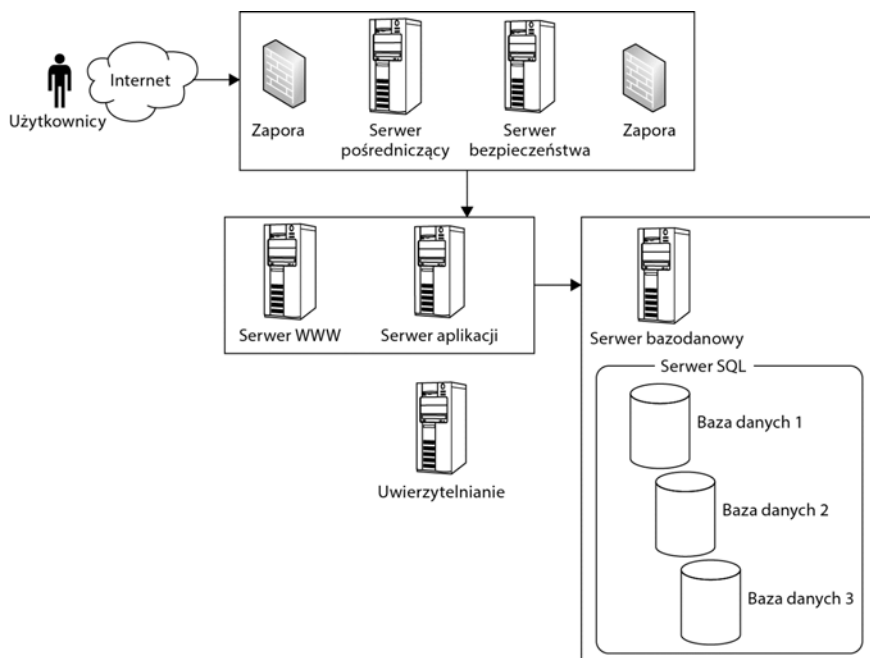 Internet
Użytkownicy
Zapora
Serwer
pośredniczący
Serwer
bezpieczeństwa
Zapora
Serwer WWW
Serwer aplikacji
Serwer bazodanowy
Serwer SQL
Baza danych 1
Baza danych 2
Baza danych 3
Uwierzytelnianie